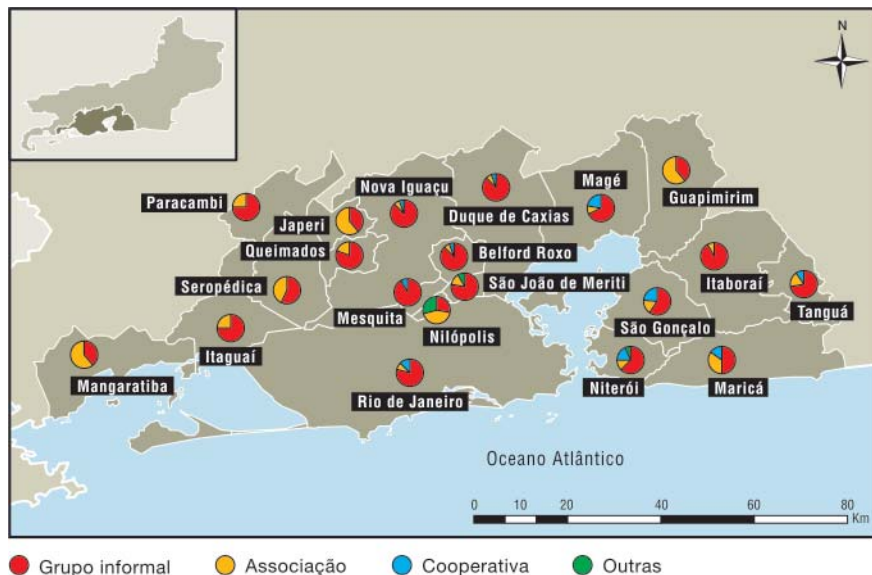 N
Paracambi
Nova Iguaçu
Duque de Caxias
Magé
Guapimirim
Japeri
Queimados
Belford Roxo
Seropédica
São João de Meriti
Itaboraí
Tanguá
Mesquita
Nilópolis
São Gonçalo
Itaguaí
Mangaratiba
Rio de Janeiro
Niterói
Maricá
Oceano Atlântico
0 10 20 40 60 80
Km
Grupo informal Associação Cooperativa Outras